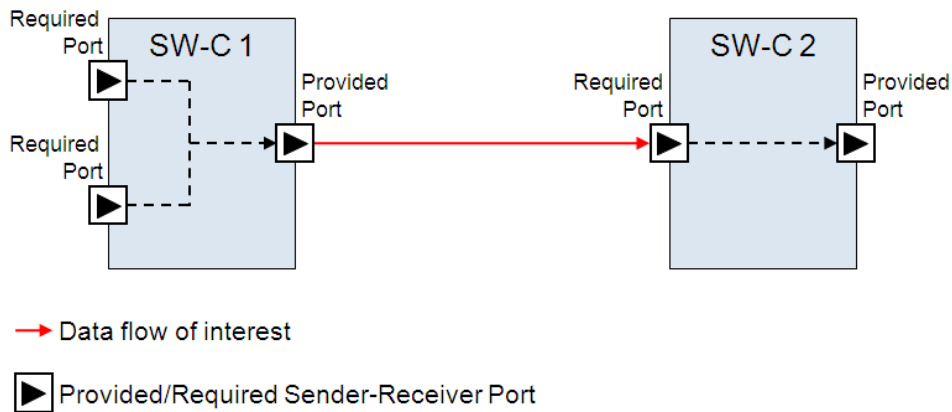 Required
Port
SW-C 1
Provided
Port
Required
Port
Required
Port
SW-C 2
Provided
Port
Data flow of interest
Provided/Required Sender-Receiver Port